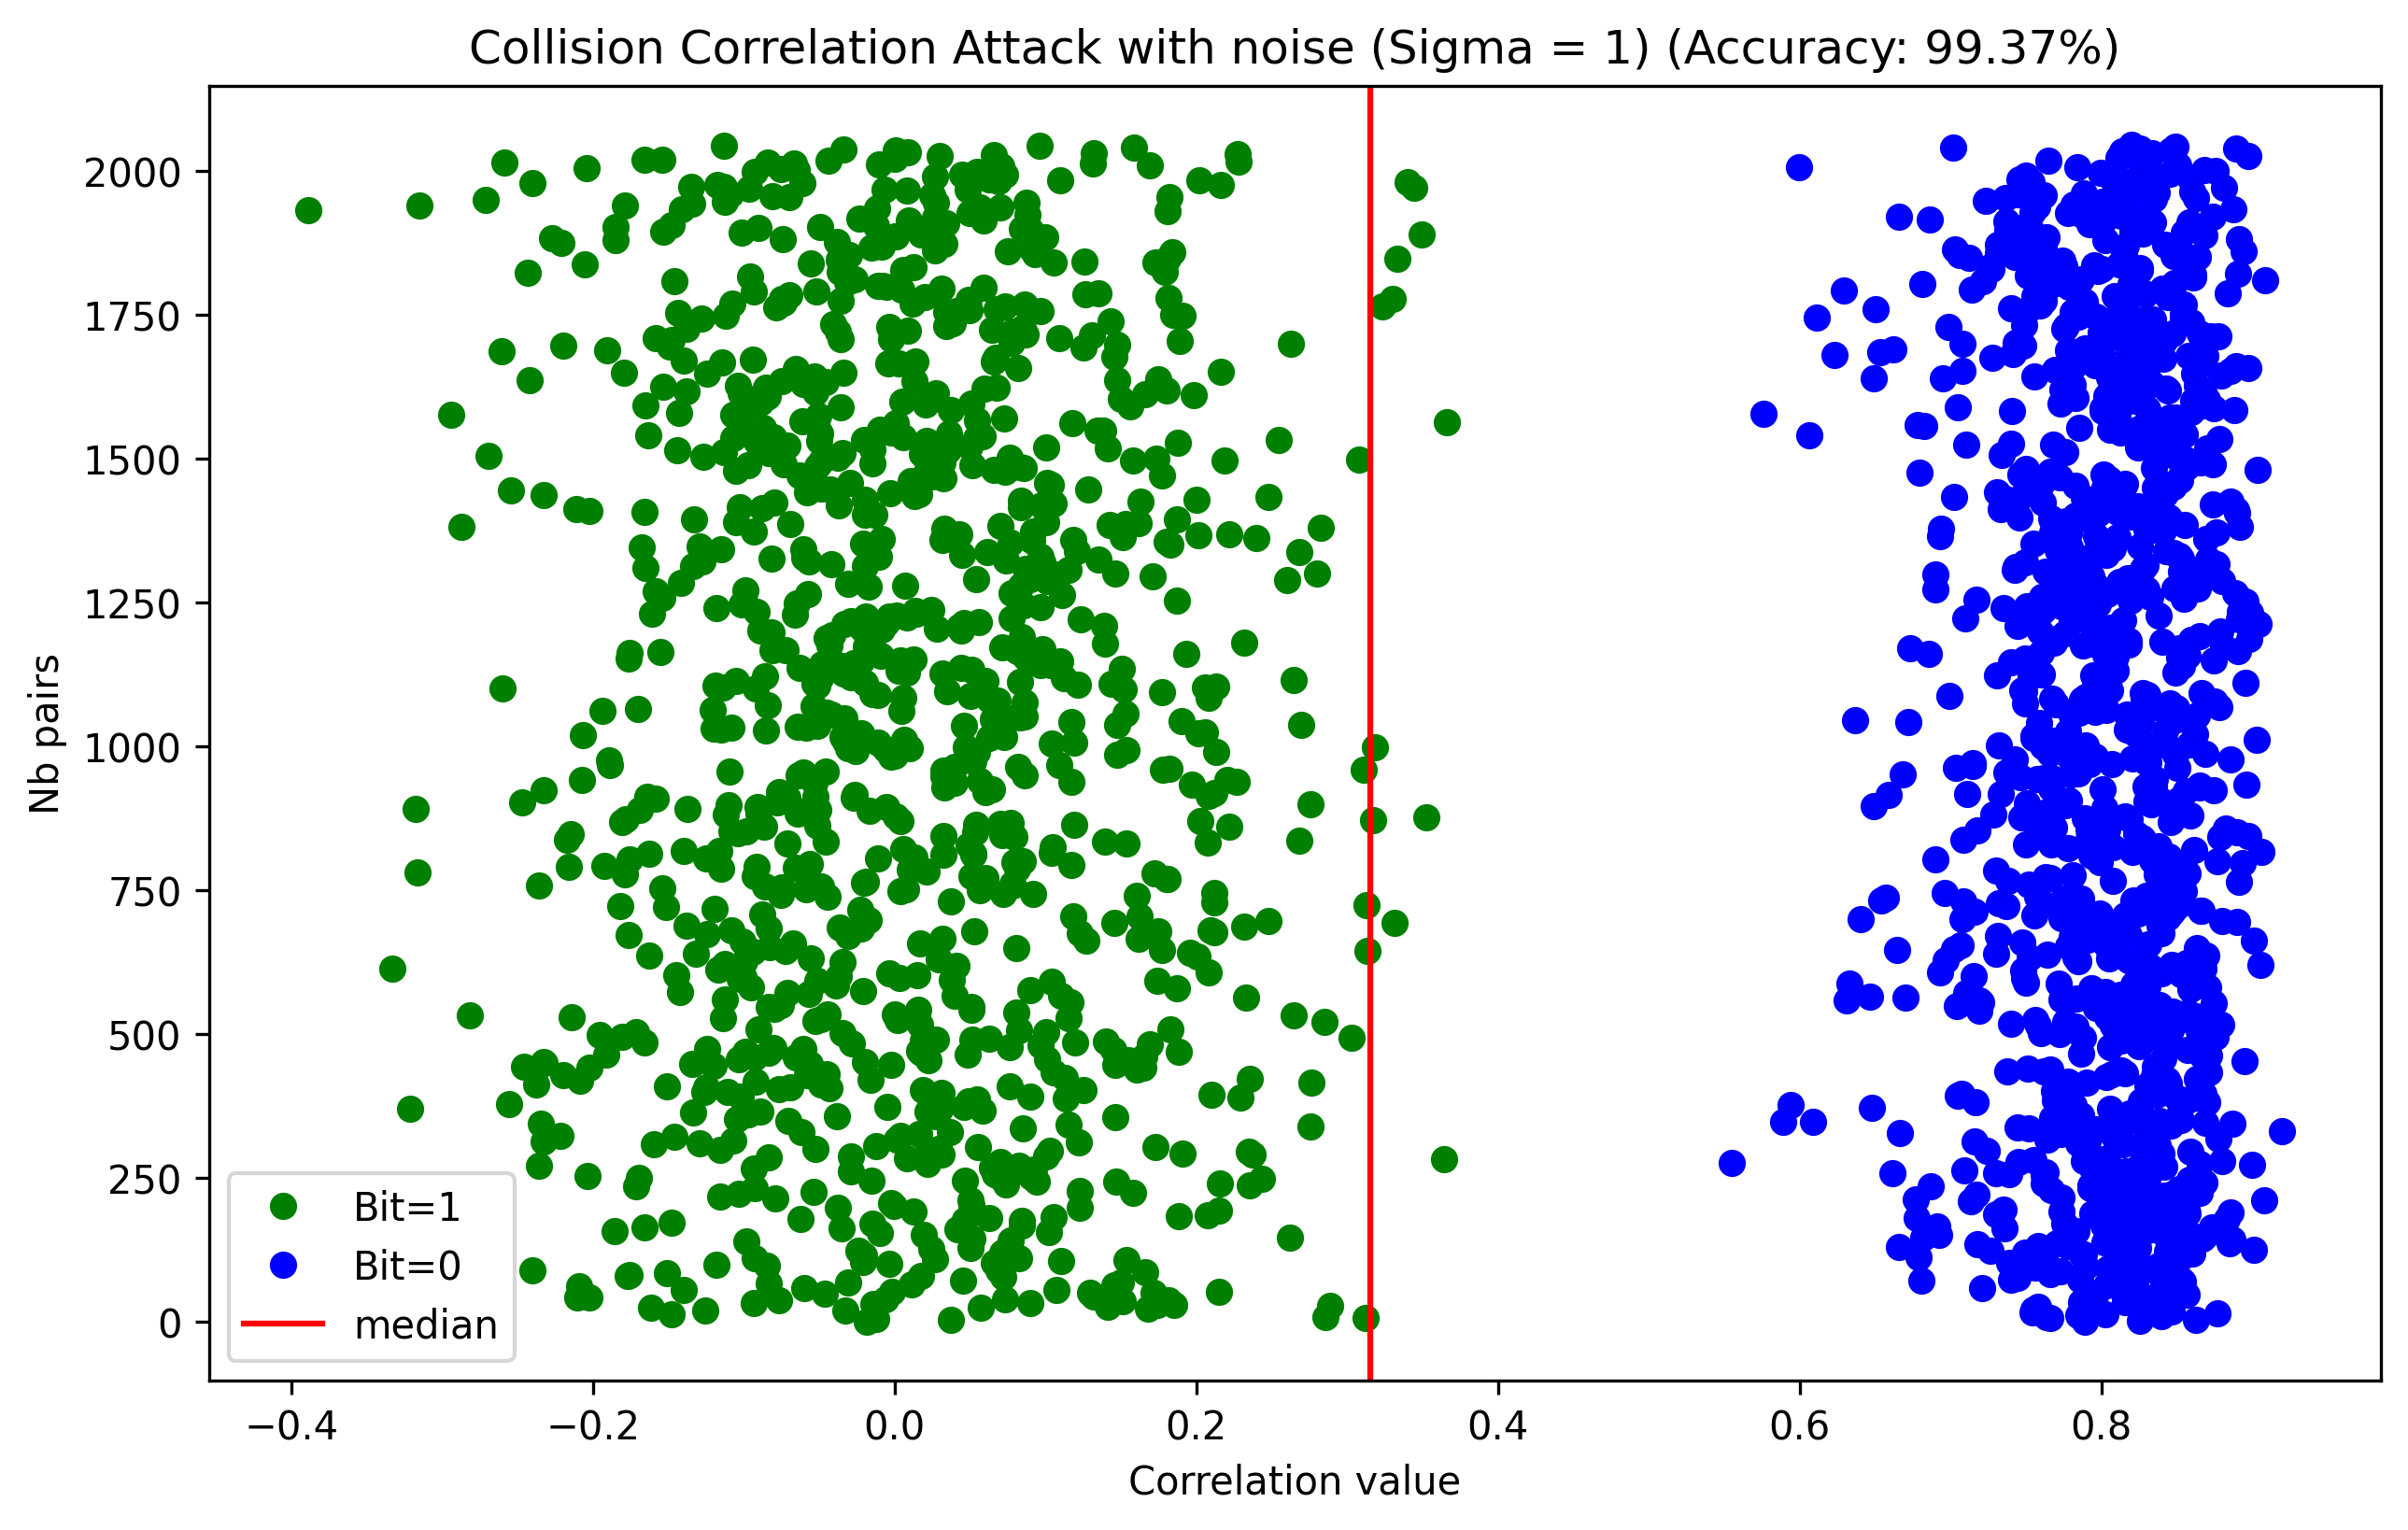 Collision Correlation Attack with noise (Sigma = 1) (Accuracy: 99.37%)
Nb pairs
2000
1750
1500
1250
1000
750
500
250
0
Bit=1
Bit=0
median
−0.4 −0.2 0.0 0.2 0.4 0.6 0.8
Correlation value